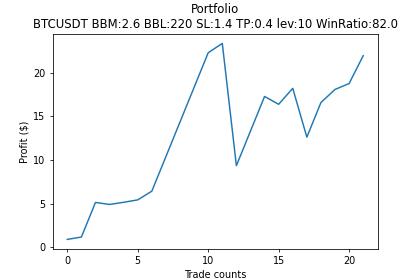 Portfolio
BTCUSDT BBM:2.6 BBL:220 SL:1.4 TP:0.4 lev:10 WinRatio:82.0
Profit ($)
20
15
10
5
0
0
5
10
15
20
Trade counts